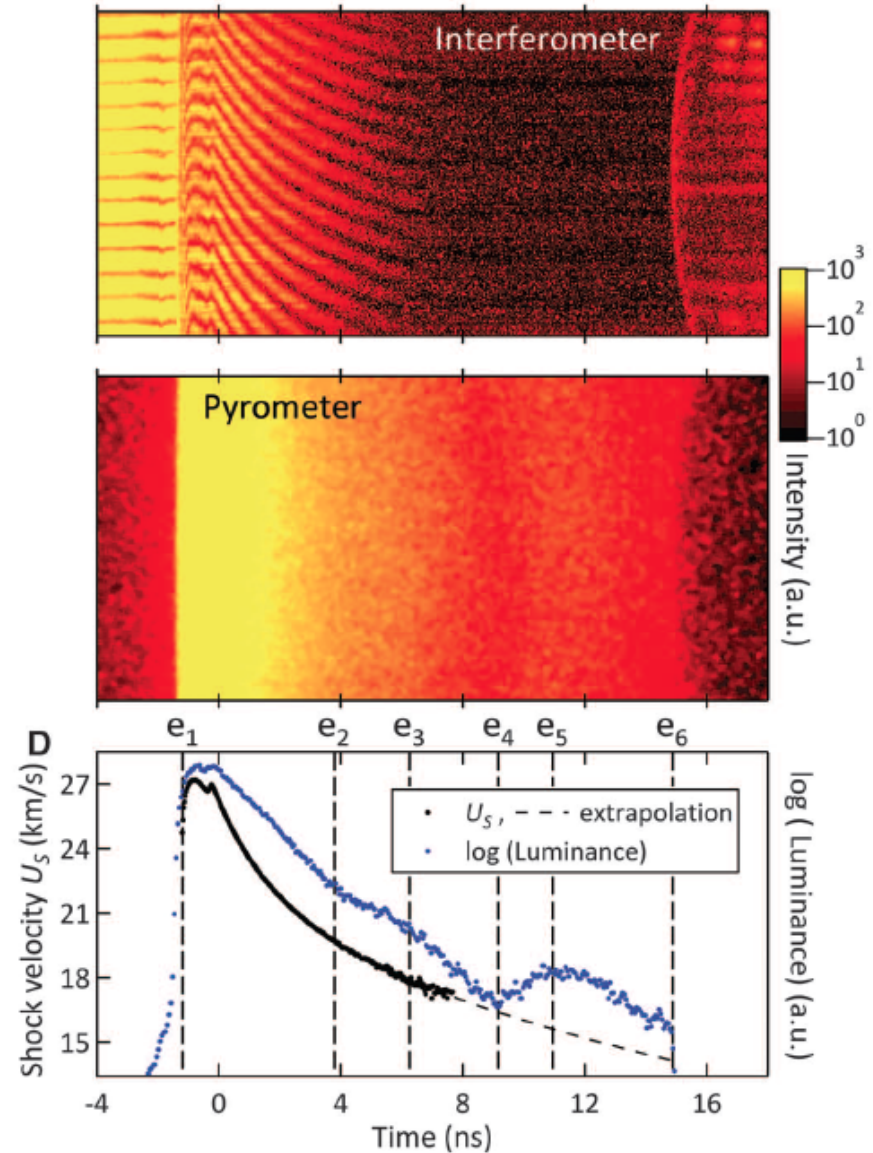 Interferometer
10³
10²
10¹
10⁰
Intensity (a.u.)
Pyrometer
e₁ e₂ e₃ e₄ e₅ e₆
D
27
24
21
18
15
Shock velocity U_S (km/s)
U_S , --- extrapolation
log (Luminance)
log ( Luminance) (a.u.)
-4 0 4 8 12 16
Time (ns)